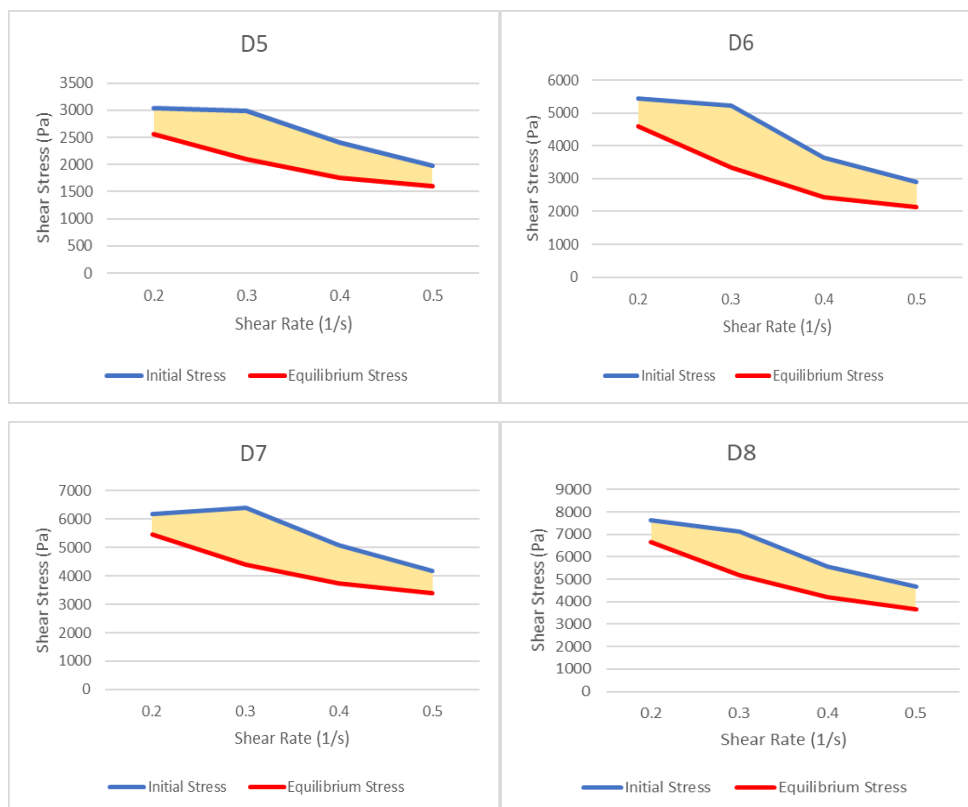 D5
Shear Stress (Pa)
3500
3000
2500
2000
1500
1000
500
0
0.2 0.3 0.4 0.5
Shear Rate (1/s)
Initial Stress Equilibrium Stress
D6
Shear Stress (Pa)
6000
5000
4000
3000
2000
1000
0
0.2 0.3 0.4 0.5
Shear Rate (1/s)
Initial Stress Equilibrium Stress
D7
Shear Stress (Pa)
7000
6000
5000
4000
3000
2000
1000
0
0.2 0.3 0.4 0.5
Shear Rate (1/s)
Initial Stress Equilibrium Stress
D8
Shear Stress (Pa)
9000
8000
7000
6000
5000
4000
3000
2000
1000
0
0.2 0.3 0.4 0.5
Shear Rate (1/s)
Initial Stress Equilibrium Stress